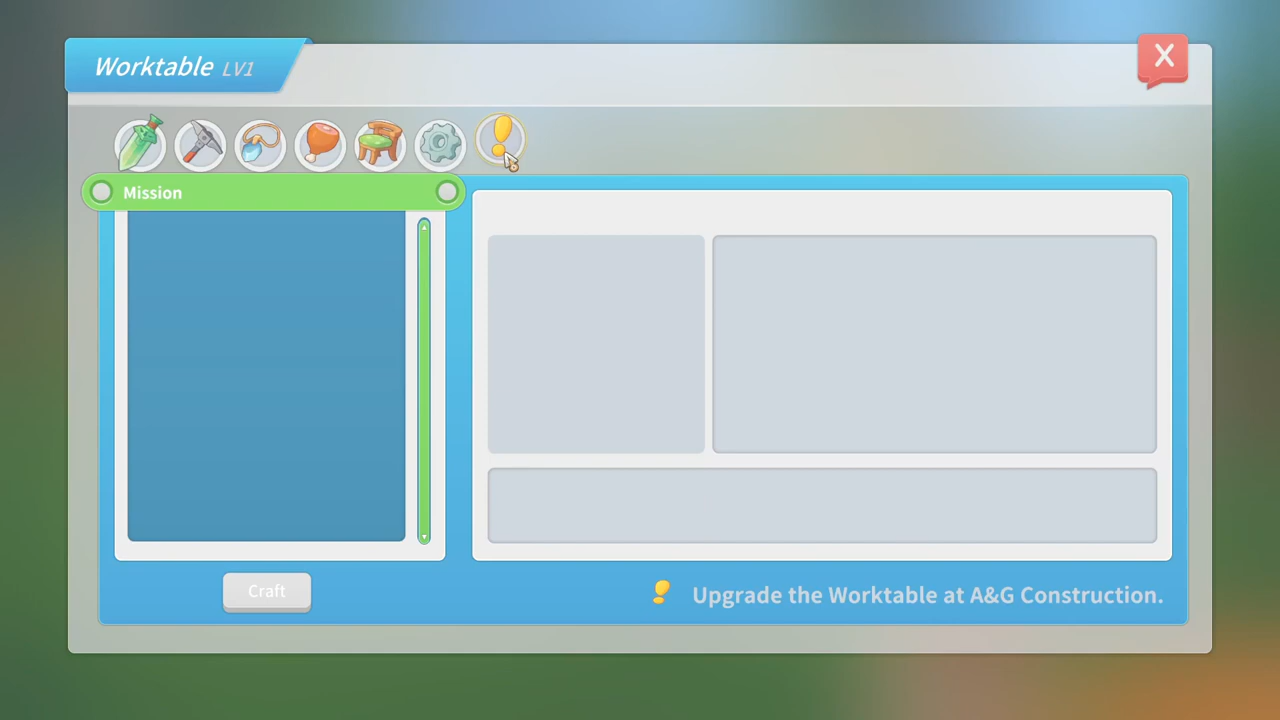 Worktable LV1
X
Mission
Craft
Upgrade the Worktable at A&G Construction.